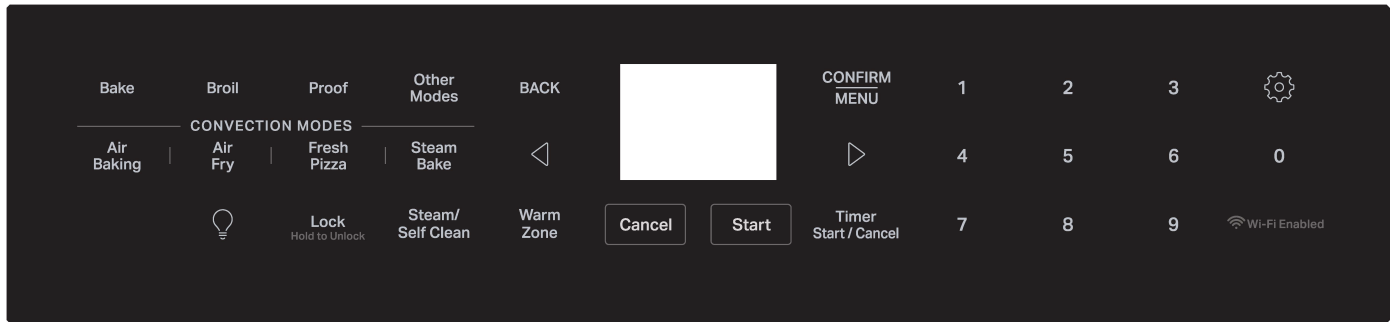 Bake
Broil
Proof
Other
Modes
BACK
CONFIRM
MENU
1
2
3
CONVECTION MODES
Air
Baking
Air
Fry
Fresh
Pizza
Steam
Bake
4
5
6
0
Lock
Hold to Unlock
Steam/
Self Clean
Warm
Zone
Cancel
Start
Timer
Start / Cancel
7
8
9
Wi-Fi Enabled